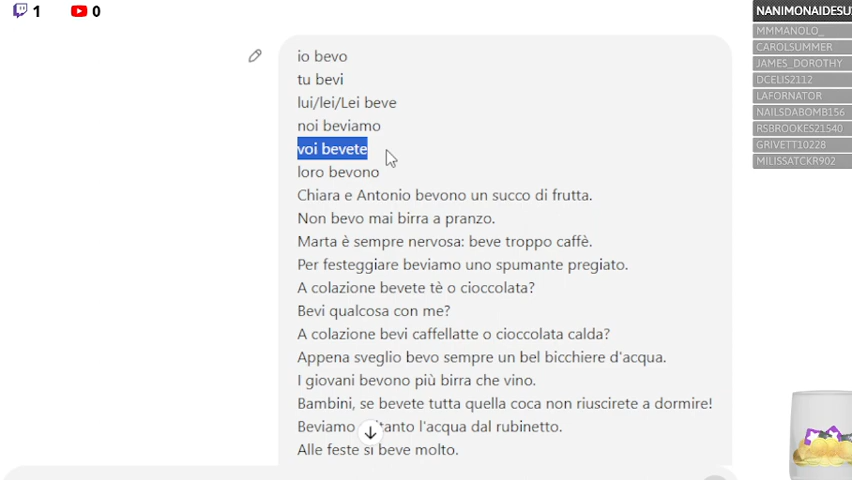 1
0
NANIMONAIDESU
MMMANOLO_
CAROLSUMMER
JAMES_DOROTHY
DCELIS2112
LAFORNATOR
NAILSDABOMB156
RSBROOKES21540
GRIVETT10228
MILISSATCKR902
io bevo
tu bevi
lui/lei/Lei beve
noi beviamo
voi bevete
loro bevono
Chiara e Antonio bevono un succo di frutta.
Non bevo mai birra a pranzo.
Marta è sempre nervosa: beve troppo caffè.
Per festeggiare beviamo uno spumante pregiato.
A colazione bevete tè o cioccolata?
Bevi qualcosa con me?
A colazione bevi caffellatte o cioccolata calda?
Appena sveglio bevo sempre un bel bicchiere d'acqua.
I giovani bevono più birra che vino.
Bambini, se bevete tutta quella coca non riuscirete a dormire!
Beviamo l'acqua dal rubinetto.
Alle feste si beve molto.